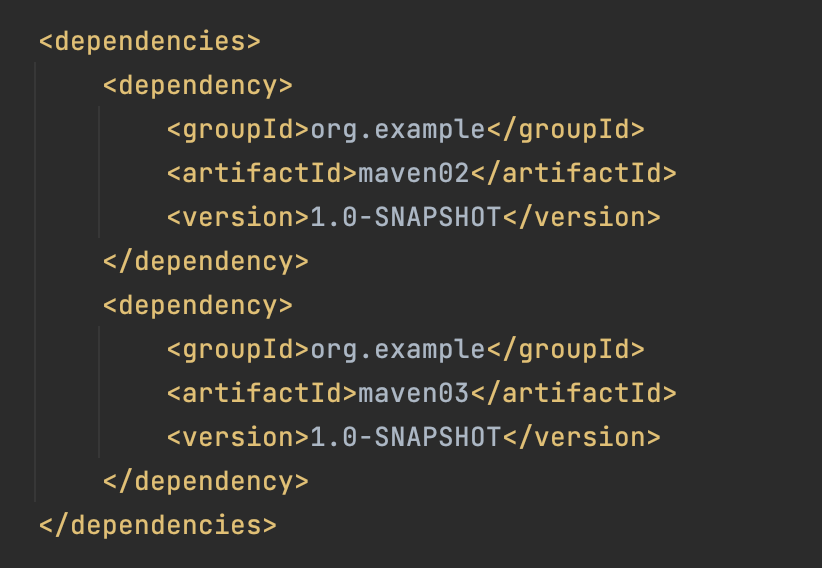 <dependencies>
    <dependency>
        <groupId>org.example</groupId>
        <artifactId>maven02</artifactId>
        <version>1.0-SNAPSHOT</version>
    </dependency>
    <dependency>
        <groupId>org.example</groupId>
        <artifactId>maven03</artifactId>
        <version>1.0-SNAPSHOT</version>
    </dependency>
</dependencies>